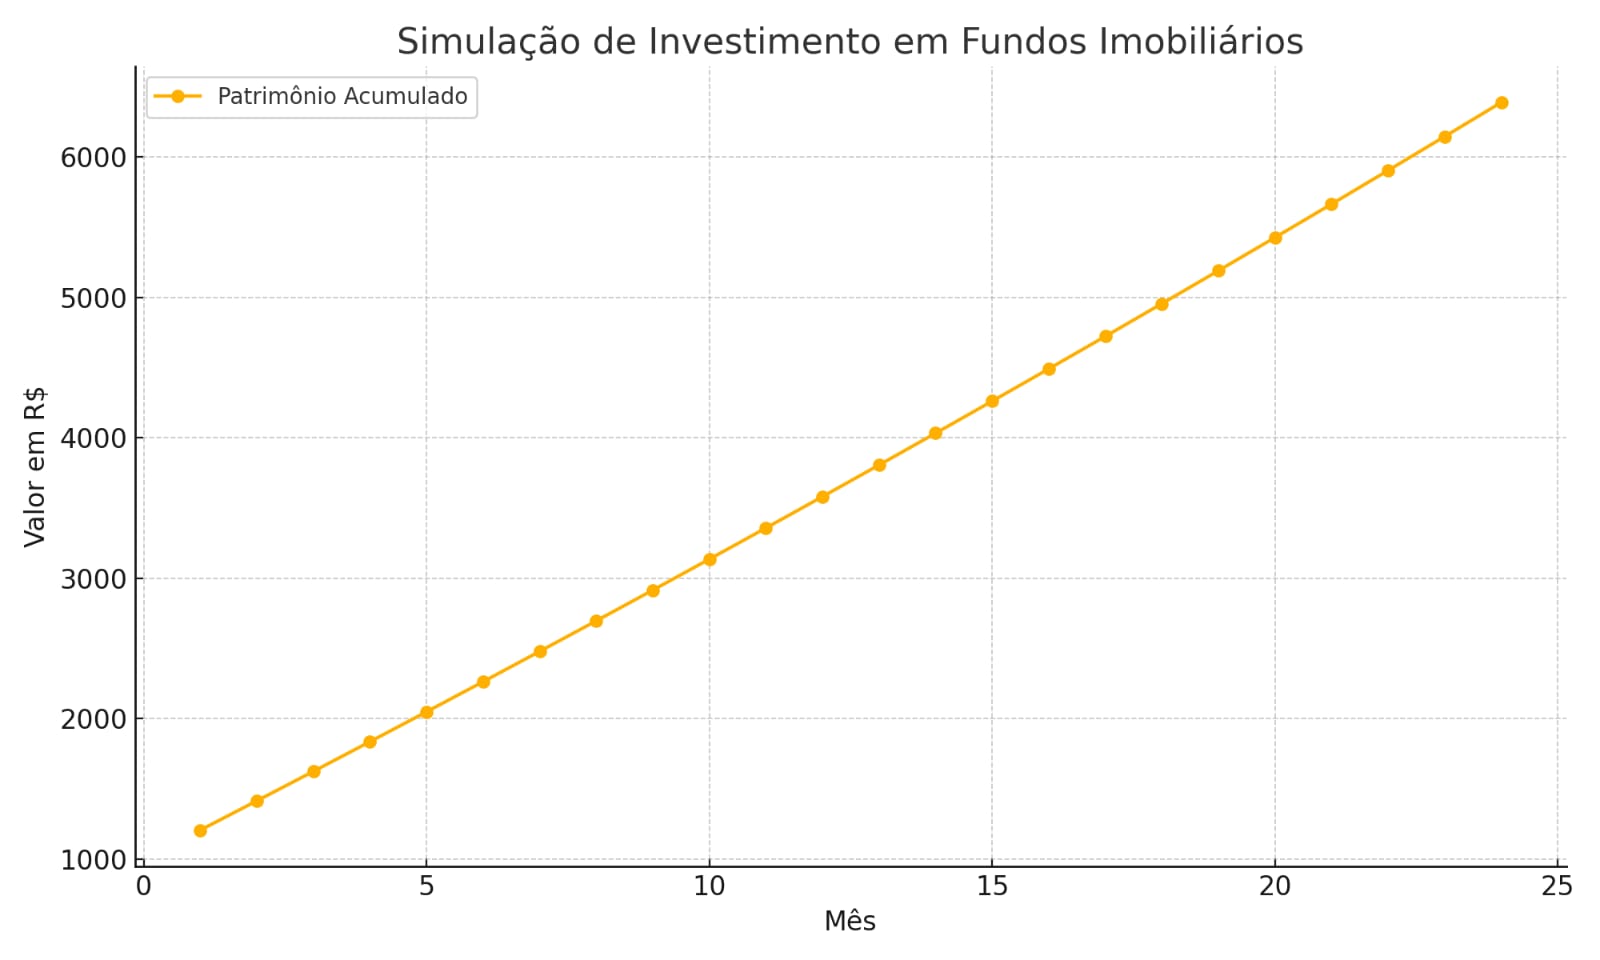 Simulação de Investimento em Fundos Imobiliários
Patrimônio Acumulado
Valor em R$
6000
5000
4000
3000
2000
1000
0 5 10 15 20 25
Mês